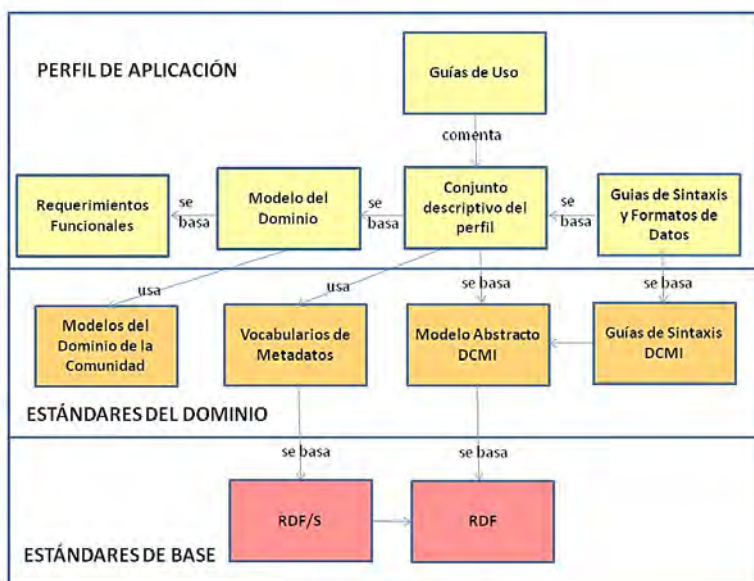 PERFIL DE APLICACIÓN
Guías de Uso
comenta
Requerimientos
Funcionales
se
basa
Modelo del
Dominio
se
basa
Conjunto
descriptivo del
perfil
se
basa
Guias de Sintaxis
y Formatos de
Datos
usa
usa
se basa
se basa
Modelos del
Dominio de la
Comunidad
Vocabularios de
Metadatos
Modelo Abstracto
DCMI
Guías de Sintaxis
DCMI
ESTÁNDARES DEL DOMINIO
se basa
se basa
RDF/S
RDF
ESTÁNDARES DE BASE